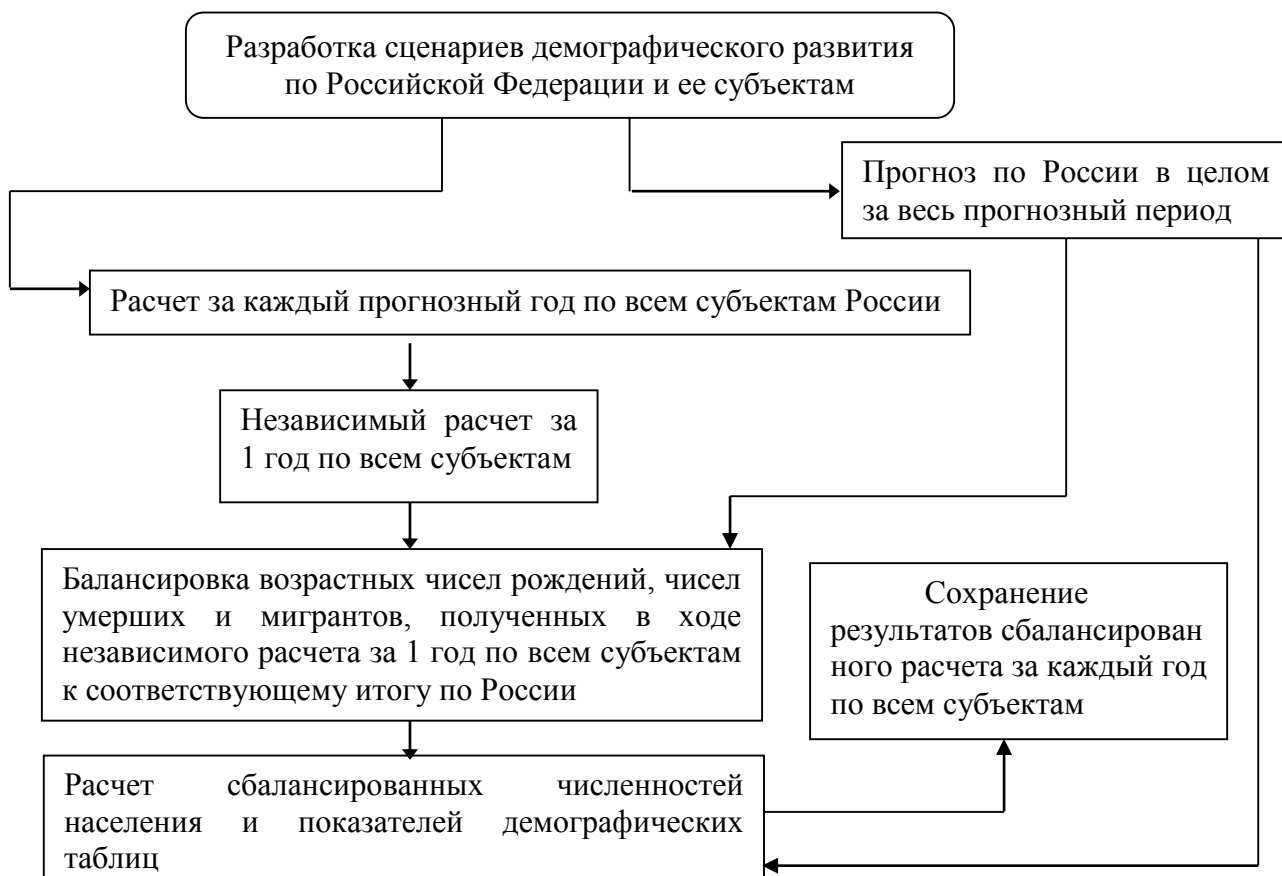 Разработка сценариев демографического развития
по Российской Федерации и ее субъектам
Прогноз по России в целом
за весь прогнозный период
Расчет за каждый прогнозный год по всем субъектам России
Независимый расчет за
1 год по всем субъектам
Балансировка возрастных чисел рождений, чисел
умерших и мигрантов, полученных в ходе
независимого расчета за 1 год по всем субъектам
к соответствующему итогу по России
Сохранение
результатов сбалансирован
ного расчета за каждый год
по всем субъектам
Расчет сбалансированных численностей
населения и показателей демографических
таблиц